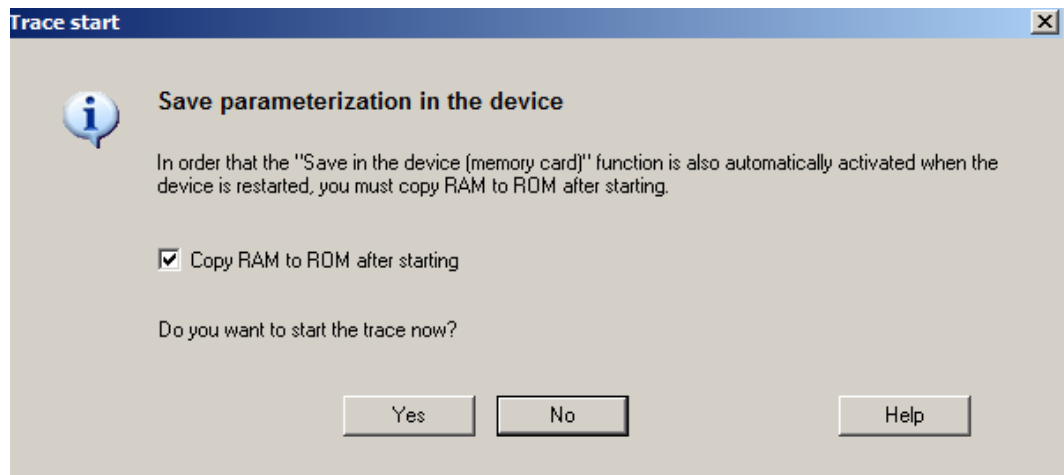 Trace start
Save parameterization in the device
In order that the "Save in the device (memory card)" function is also automatically activated when the
device is restarted, you must copy RAM to ROM after starting.
Copy RAM to ROM after starting
Do you want to start the trace now?
Yes No Help